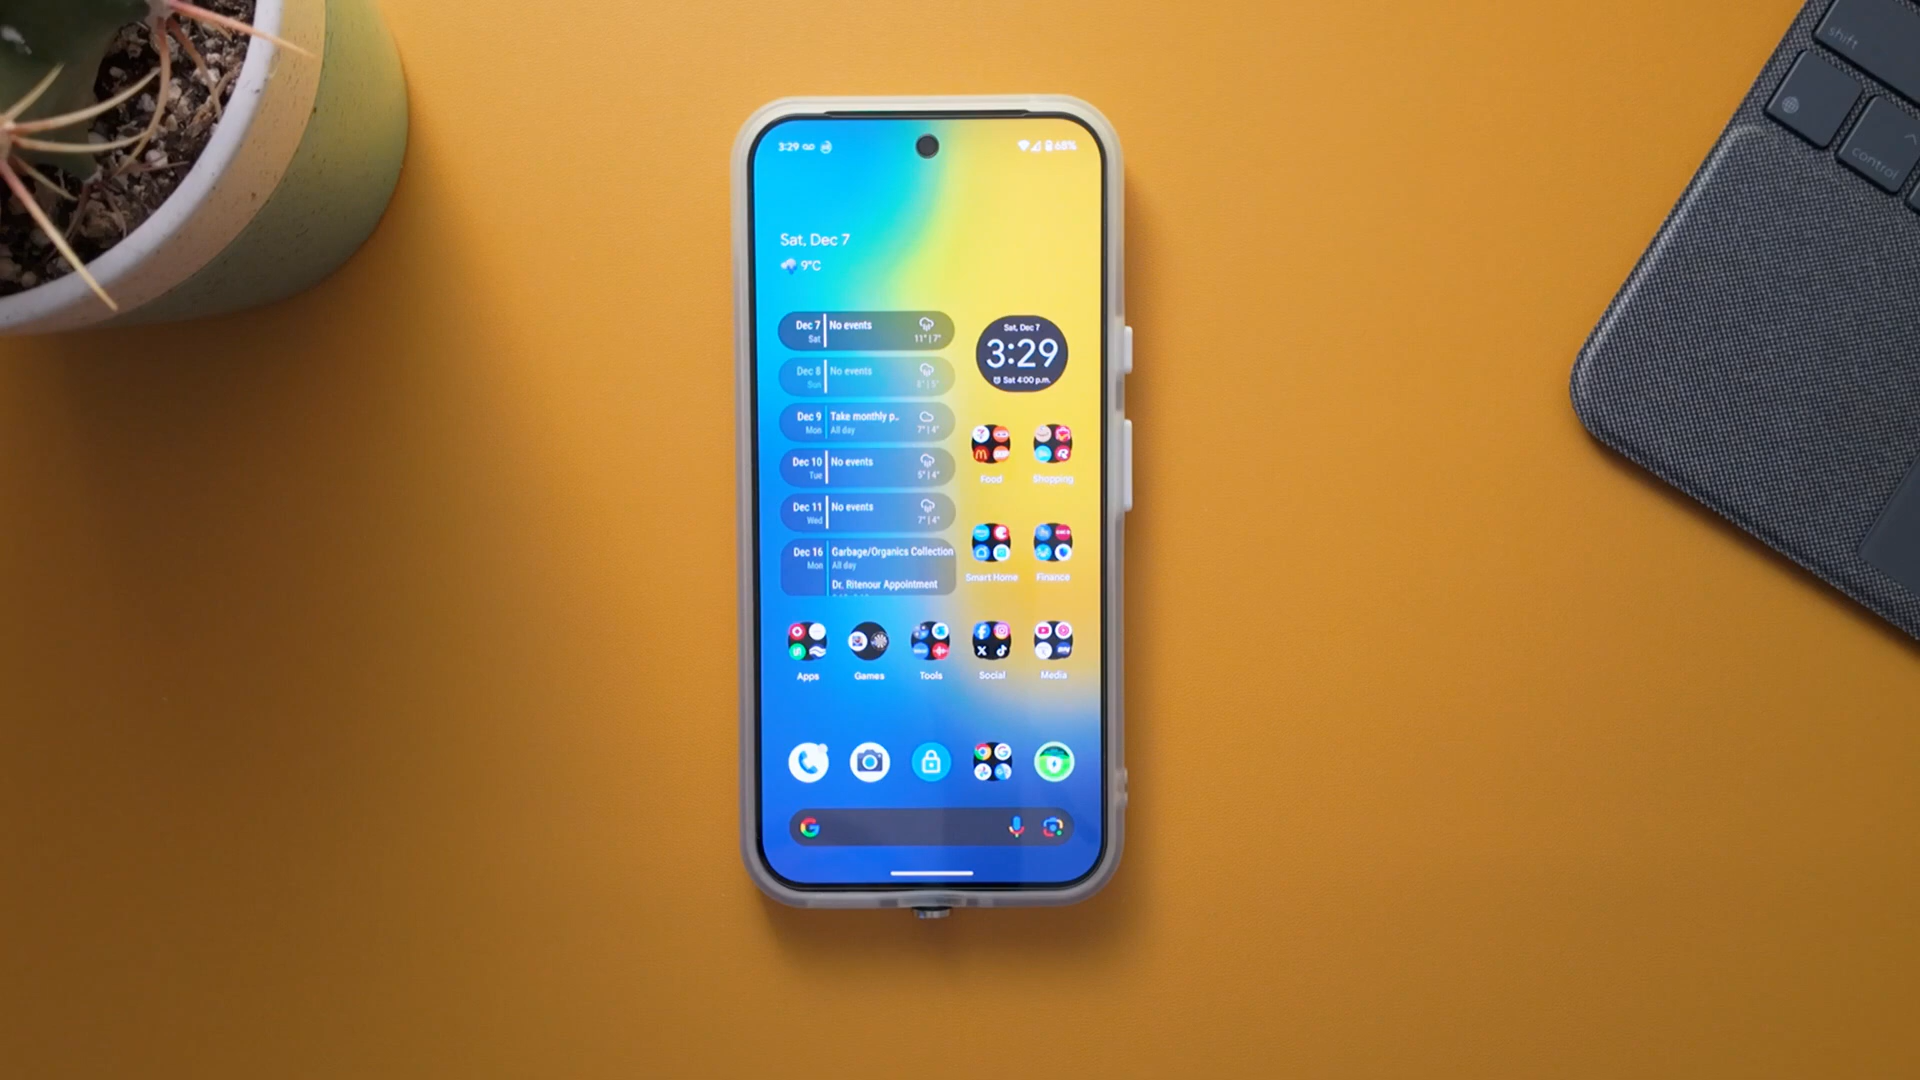 3:29
68%
Sat, Dec 7
9°C
Dec 7 No events
Sat 11° | 7°
Dec 8 No events
Sun 8° | 5°
Dec 9 Take monthly p..
Mon All day 7° | 4°
Dec 10 No events
Tue 5° | 4°
Dec 11 No events
Wed 7° | 4°
Dec 16 Garbage/Organics Collection
Mon All day
Dr. Ritenour Appointment
Sat, Dec 7
3:29
Sat 4:00 p.m.
Food
Shopping
Smart Home
Finance
Apps
Games
Tools
Social
Media
shift
control